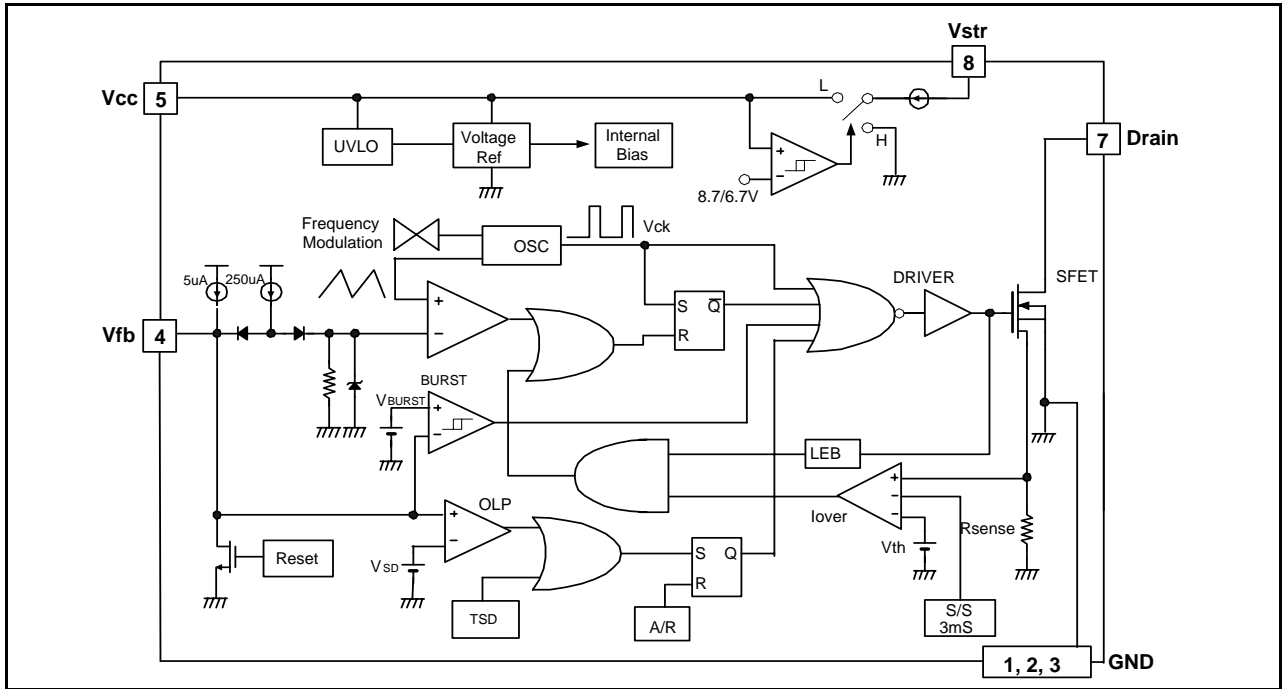 Vstr
8
Vcc
5
L
H
7
Drain
UVLO
Voltage
Ref
Internal
Bias
+
−
8.7/6.7V
Frequency
Modulation
OSC
Vck
5uA
250uA
DRIVER
SFET
Vfb
4
+
−
S
Q
R
BURST
VBURST
+
−
LEB
OLP
+
−
Iover
+
−
−
Rsense
Vth
Reset
VSD
S
Q
R
TSD
A/R
S/S
3mS
1, 2, 3
GND